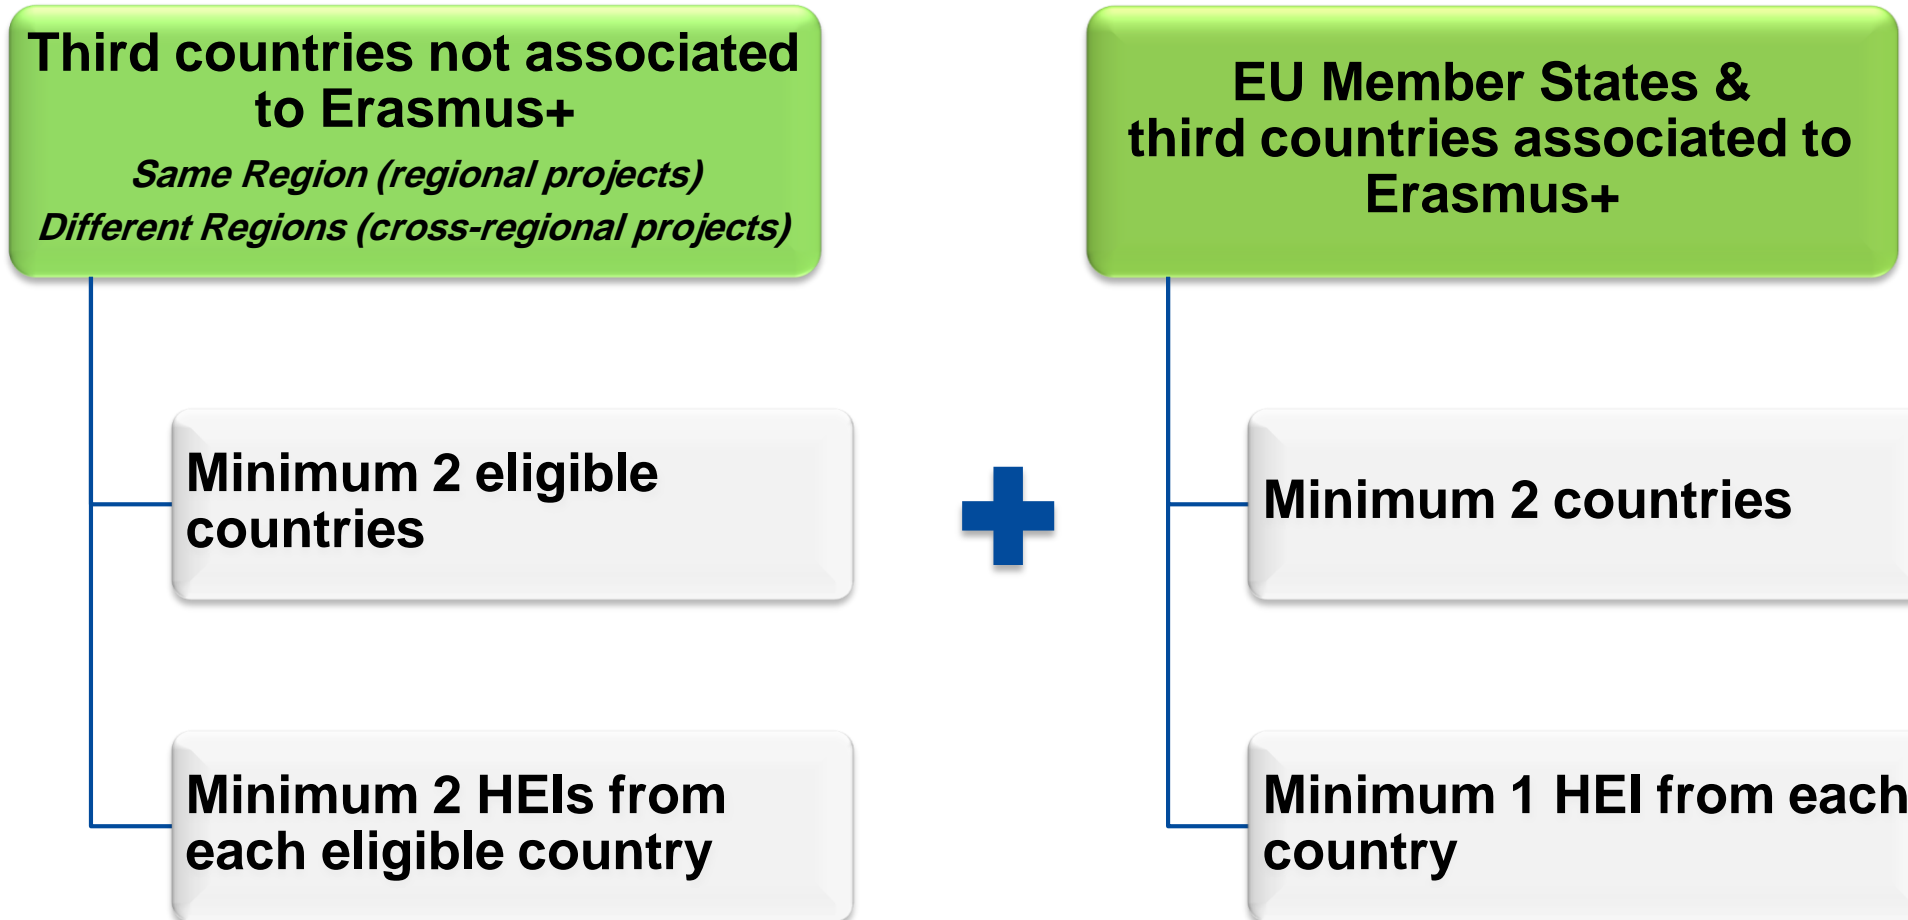 Third countries not associated
to Erasmus+
Same Region (regional projects)
Different Regions (cross-regional projects)
Minimum 2 eligible
countries
Minimum 2 HEIs from
each eligible country
EU Member States &
third countries associated to
Erasmus+
Minimum 2 countries
Minimum 1 HEI from each
country